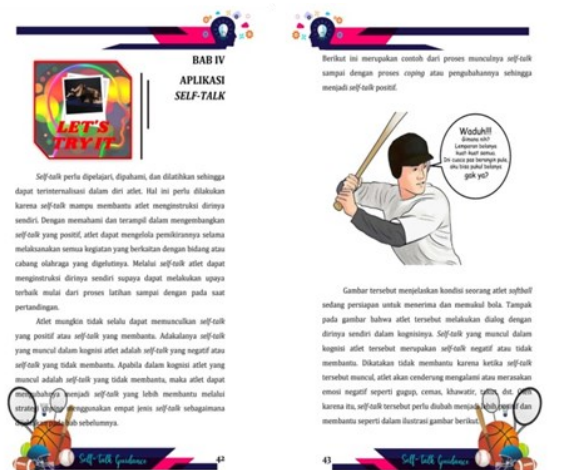 BAB IV
APLIKASI
SELF-TALK
LET'S
TRY IT
Self-talk perlu dipelajari, dipahami, dan dilatihkan sehingga
dapat terinternalisasi dalam diri atlet. Hal ini perlu dilakukan
karena self-talk mampu membantu atlet menginstruksi dirinya
sendiri. Dengan memahami dan terampil dalam mengembangkan
self-talk yang positif, atlet dapat mengelola pemikirannya selama
melaksanakan semua kegiatan yang berkaitan dengan bidang atau
cabang olahraga yang digelutinya. Melalui self-talk atlet dapat
menginstruksi dirinya sendiri supaya dapat melakukan upaya
terbaik mulai dari proses latihan sampai dengan pada saat
pertandingan.
Atlet mungkin tidak selalu dapat memunculkan self-talk
yang positif atau self-talk yang membantu. Adakalanya self-talk
yang muncul dalam kognisi atlet adalah self-talk yang negatif atau
self-talk yang tidak membantu. Apabila dalam kognisi atlet yang
muncul adalah self-talk yang tidak membantu, maka atlet dapat
mengubahnya menjadi self-talk yang lebih membantu melalui
strategi menggunakan empat jenis self-talk sebagaimana
bab sebelumnya.
Self-Talk Guidance
42
Berikut ini merupakan contoh dari proses munculnya self-talk
sampai dengan proses coping atau pengubahannya sehingga
menjadi self-talk positif.
Waduh!!!
Gimana nih?
Lemparan bolanya
kuat-kuat semua.
Di cuaca pas berangin pula,
aku bisa pukul bolanya
gak ya?
Gambar tersebut menjelaskan kondisi seorang atlet softball
sedang persiapan untuk menerima dan memukul bola. Tampak
pada gambar bahwa atlet tersebut melakukan dialog dengan
dirinya sendiri dalam kognisinya. Self-talk yang muncul dalam
kognisi atlet tersebut merupakan self-talk negatif atau tidak
membantu. Dikatakan tidak membantu karena ketika self-talk
tersebut muncul, atlet akan cenderung mengalami atau merasakan
emosi negatif seperti gugup, cemas, khawatir, takut, dst. Oleh
karena itu, self-talk tersebut perlu diubah menjadi lebih positif dan
membantu seperti dalam ilustrasi gambar berikut.
43
Self-Talk Guidance